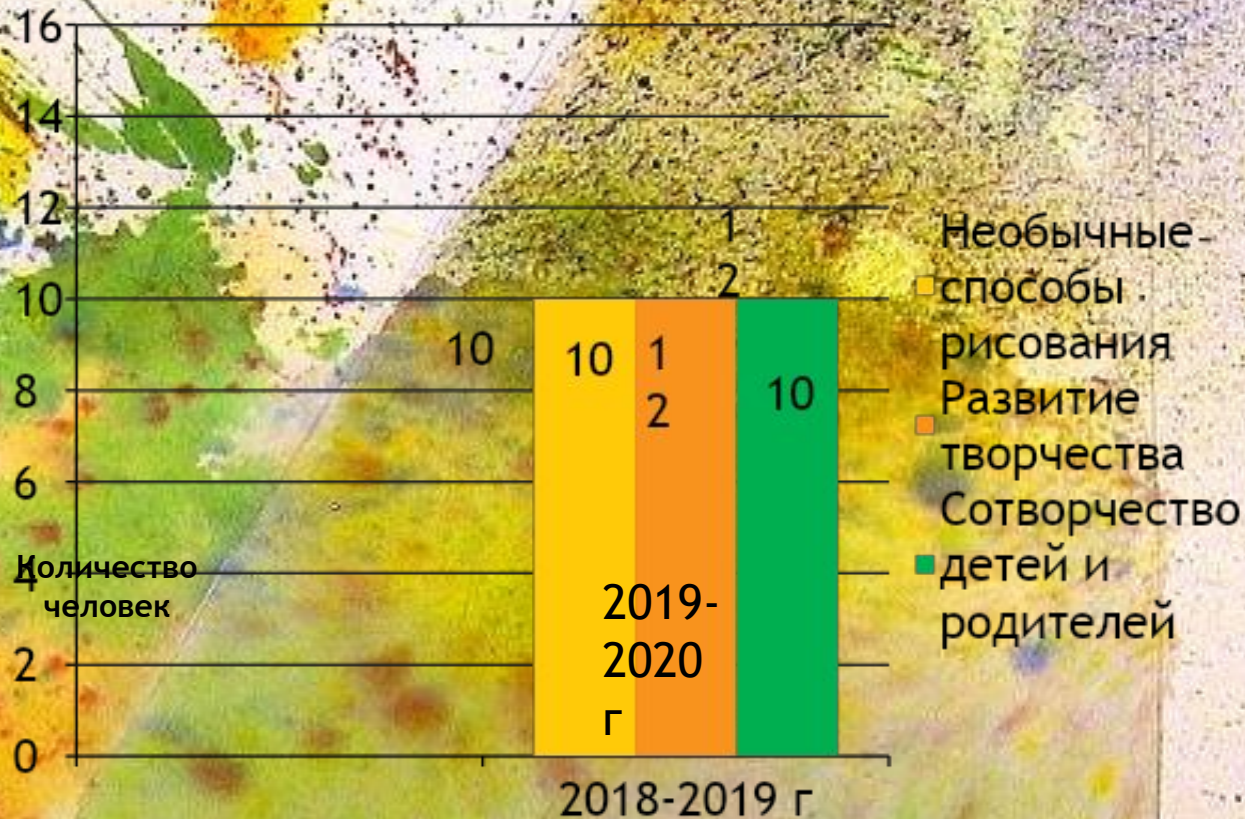 16
14
12
10
8
6
4
2
0
Количество
человек
10
10
1
2
1
2
10
2019-
2020
г
2018-2019 г
Необычные
способы
рисования
Развитие
творчества
Сотворчество
детей и
родителей